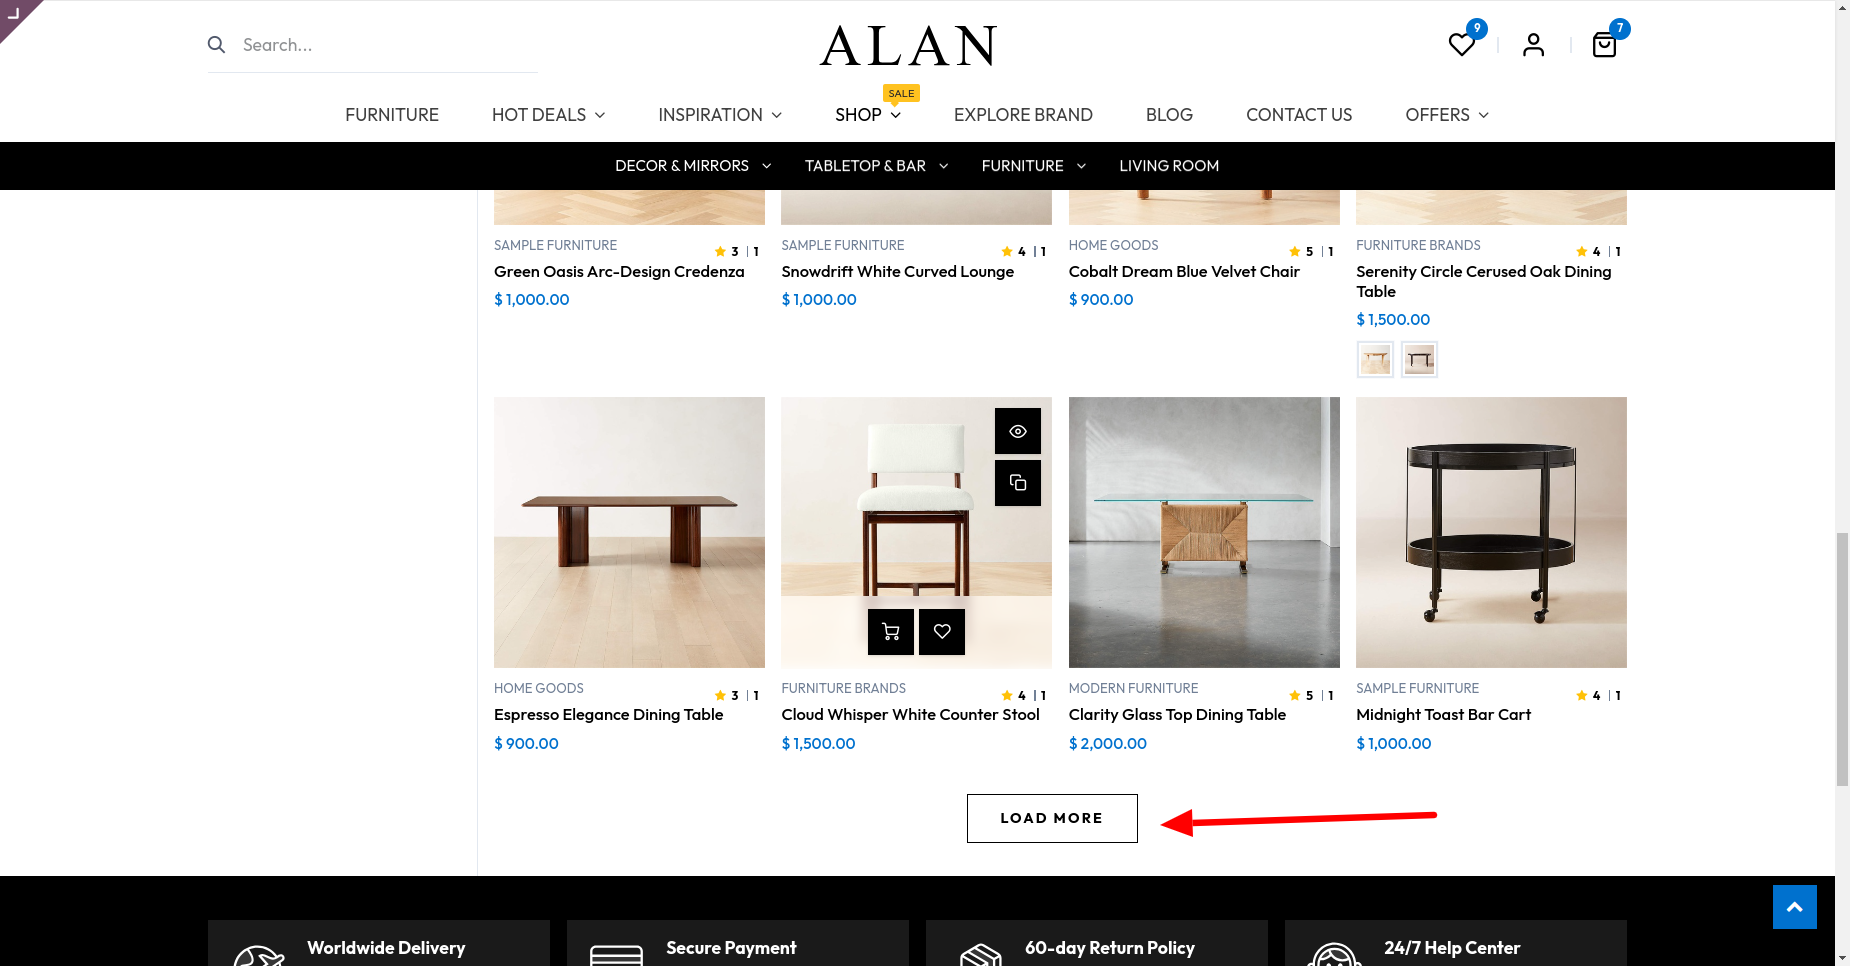 Search...
ALAN
9
7
SALE
FURNITURE HOT DEALS INSPIRATION SHOP EXPLORE BRAND BLOG CONTACT US OFFERS
DECOR & MIRRORS TABLETOP & BAR FURNITURE LIVING ROOM
SAMPLE FURNITURE 3 | 1
Green Oasis Arc-Design Credenza
$ 1,000.00
SAMPLE FURNITURE 4 | 1
Snowdrift White Curved Lounge
$ 1,000.00
HOME GOODS 5 | 1
Cobalt Dream Blue Velvet Chair
$ 900.00
FURNITURE BRANDS 4 | 1
Serenity Circle Cerused Oak Dining
Table
$ 1,500.00
HOME GOODS 3 | 1
Espresso Elegance Dining Table
$ 900.00
FURNITURE BRANDS 4 | 1
Cloud Whisper White Counter Stool
$ 1,500.00
MODERN FURNITURE 5 | 1
Clarity Glass Top Dining Table
$ 2,000.00
SAMPLE FURNITURE 4 | 1
Midnight Toast Bar Cart
$ 1,000.00
LOAD MORE
Worldwide Delivery
Secure Payment
60-day Return Policy
24/7 Help Center